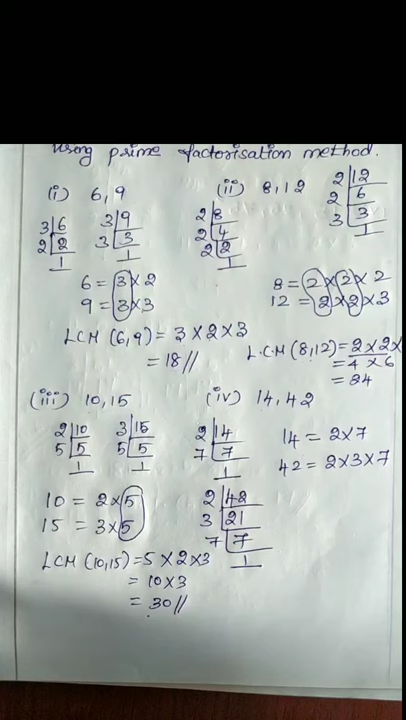 using prime factorisation method.
(i) 6,9
3|6
2|2
1
3|9
3|3
1
6 = 3×2
9 = 3×3
LCM (6,9) = 3×2×3
= 18//
(ii) 8,12
2|8
2|4
2|2
1
2|12
2|6
3|3
1
8 = 2×2×2
12 = 2×2×3
L.C.M (8,12) = 2×2×
= 4×6
= 24
(iii) 10,15
2|10
5|5
1
3|15
5|5
1
10 = 2×5
15 = 3×5
LCM (10,15) = 5×2×3
= 10×3
= 30//
(iv) 14,42
2|14
7|7
1
14 = 2×7
42 = 2×3×7
2|42
3|21
7|7
1